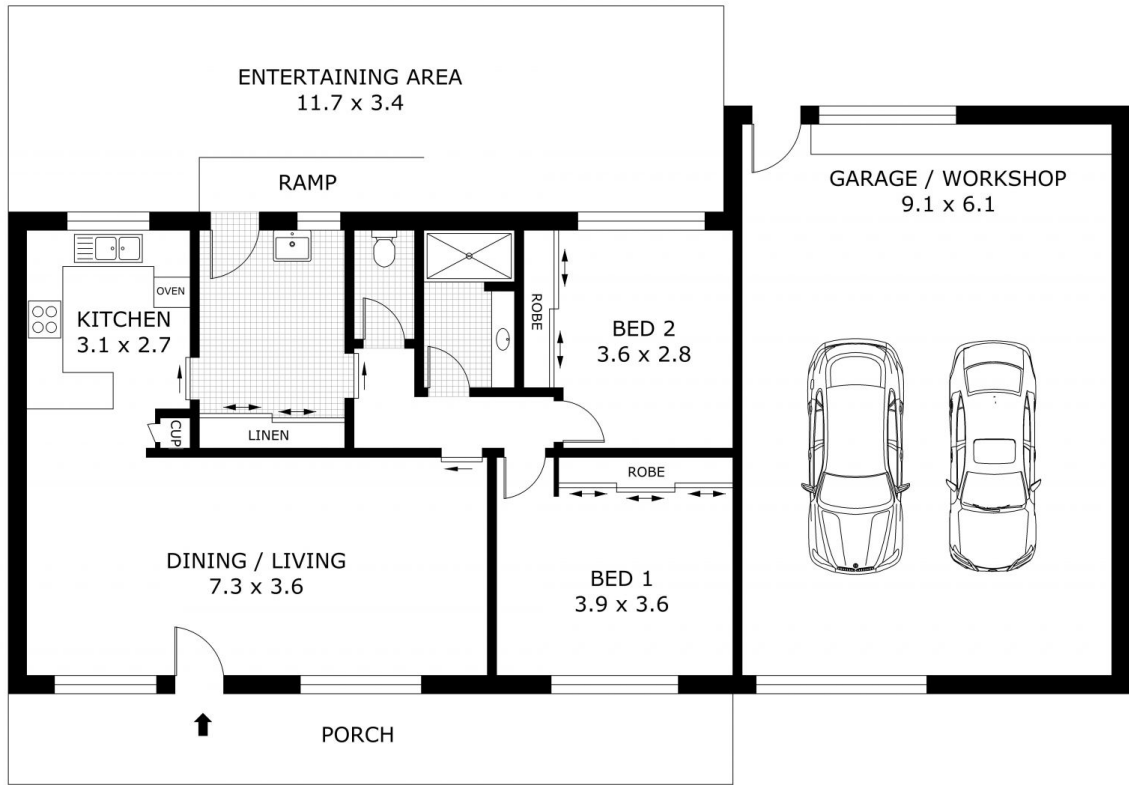 ENTERTAINING AREA
11.7 x 3.4
RAMP
GARAGE / WORKSHOP
9.1 x 6.1
OVEN
KITCHEN
3.1 x 2.7
ROBE
BED 2
3.6 x 2.8
CUP
LINEN
ROBE
DINING / LIVING
7.3 x 3.6
BED 1
3.9 x 3.6
PORCH